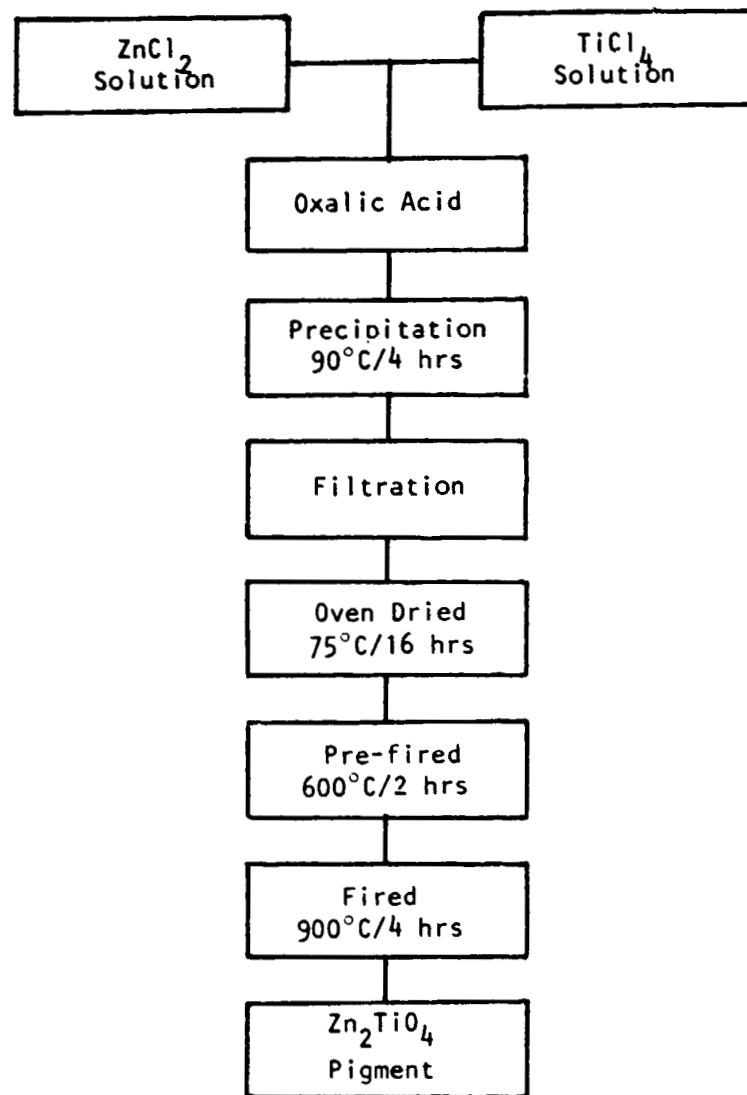 ZnCl₂
Solution
TiCl₄
Solution
Oxalic Acid
Precipitation
90°C/4 hrs
Filtration
Oven Dried
75°C/16 hrs
Pre-fired
600°C/2 hrs
Fired
900°C/4 hrs
Zn₂TiO₄
Pigment